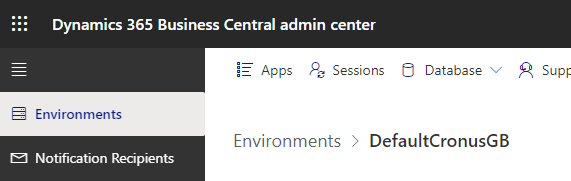 Dynamics 365 Business Central admin center
Apps Sessions Database Supp
Environments
Environments > DefaultCronusGB
Notification Recipients